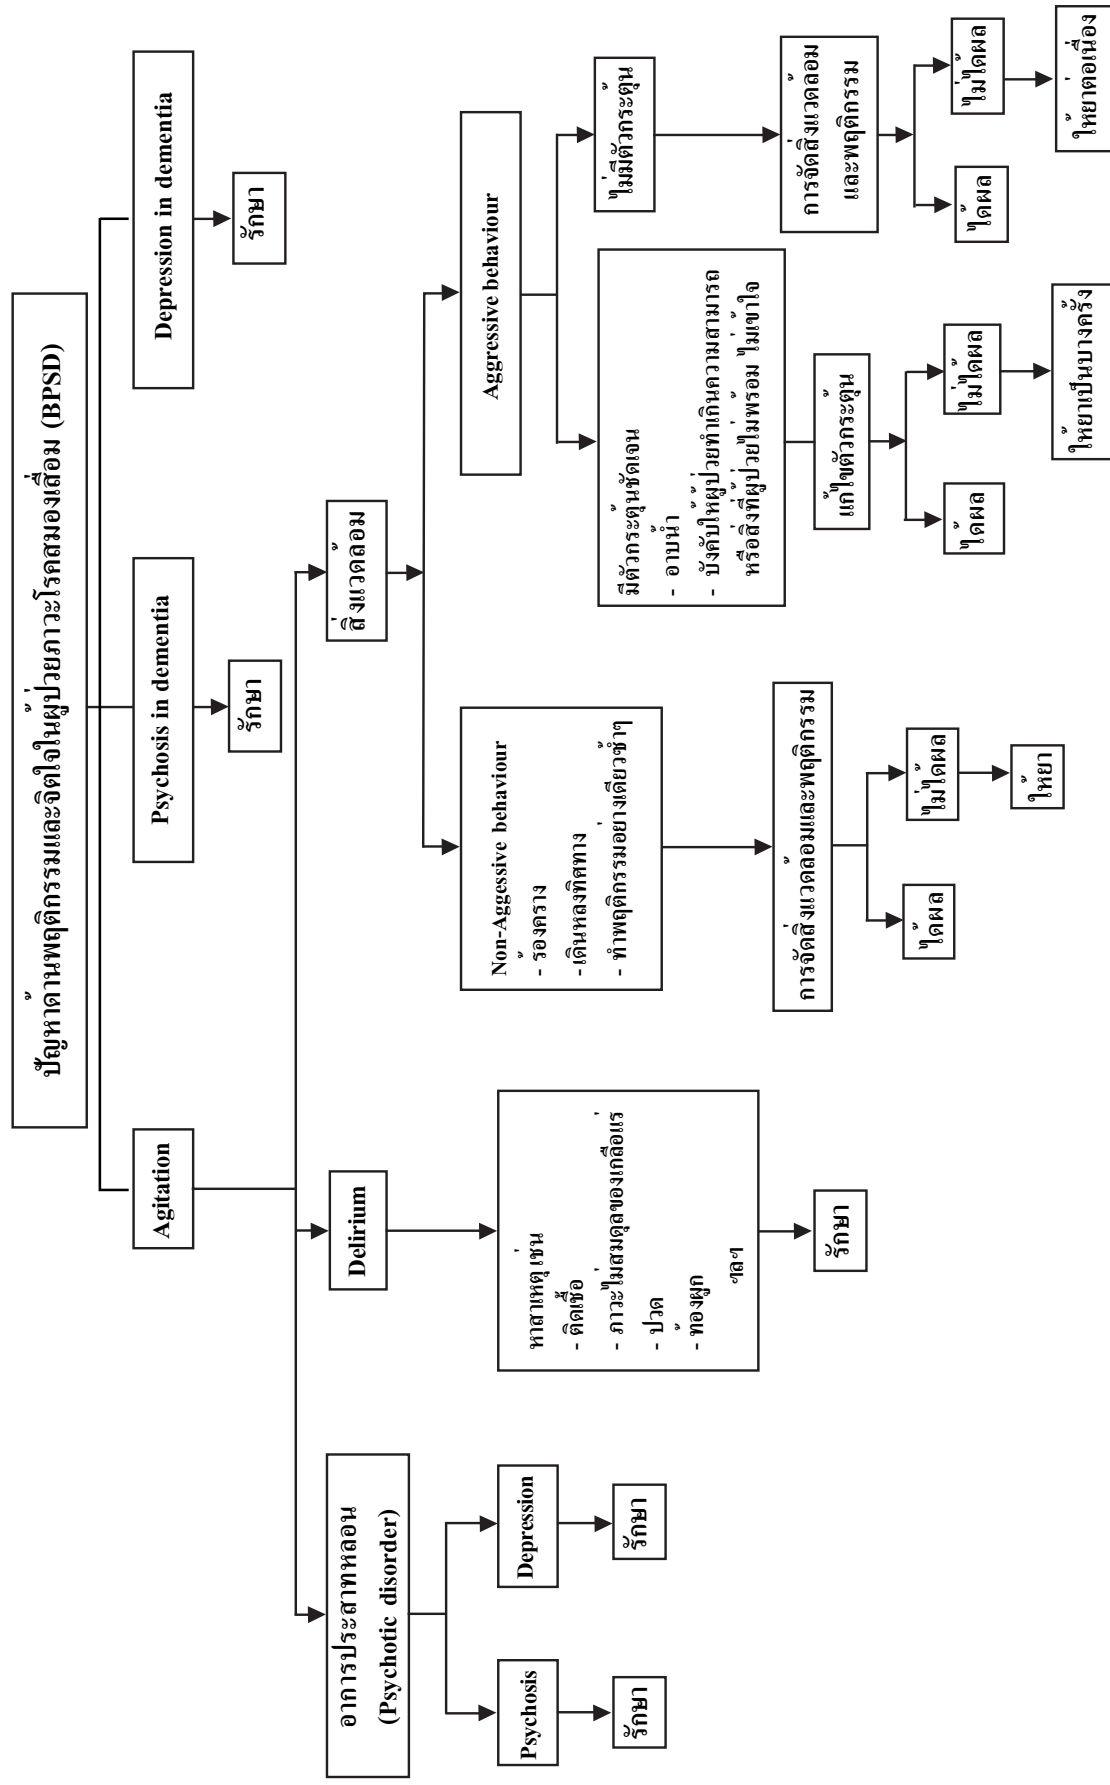 ปัญหาด้านพฤติกรรมและจิตใจในผู้ป่วยภาวะโรคสมองเสื่อม (BPSD)
Agitation
Psychosis in dementia
Depression in dementia
รักษา
รักษา
อาการประสาทหลอน
(Psychotic disorder)
Delirium
สิ่งแวดล้อม
Psychosis
Depression
รักษา
รักษา
หาสาเหตุ เช่น
- ติดเชื้อ
- ภาวะไม่สมดุลของเกลือแร่
- ปวด
- ท้องผูก
ฯลฯ
รักษา
Non-Aggessive behaviour
- ร้องคราง
- เดินหลงทิศทาง
- ทำพฤติกรรมอย่างเดียวซ้ำๆ
Aggressive behaviour
การจัดสิ่งแวดล้อมและพฤติกรรม
ได้ผล
ไม่ได้ผล
ให้ยา
มีตัวกระตุ้นชัดเจน
- อาบน้ำ
- บังคับให้ผู้ป่วยทำเกินความสามารถ
หรือสิ่งที่ผู้ป่วยไม่พร้อม ไม่เข้าใจ
ไม่มีตัวกระตุ้น
แก้ไขตัวกระตุ้น
ได้ผล
ไม่ได้ผล
ให้ยาเป็นบางครั้ง
การจัดสิ่งแวดล้อม
และพฤติกรรม
ได้ผล
ไม่ได้ผล
ให้ยาต่อเนื่อง